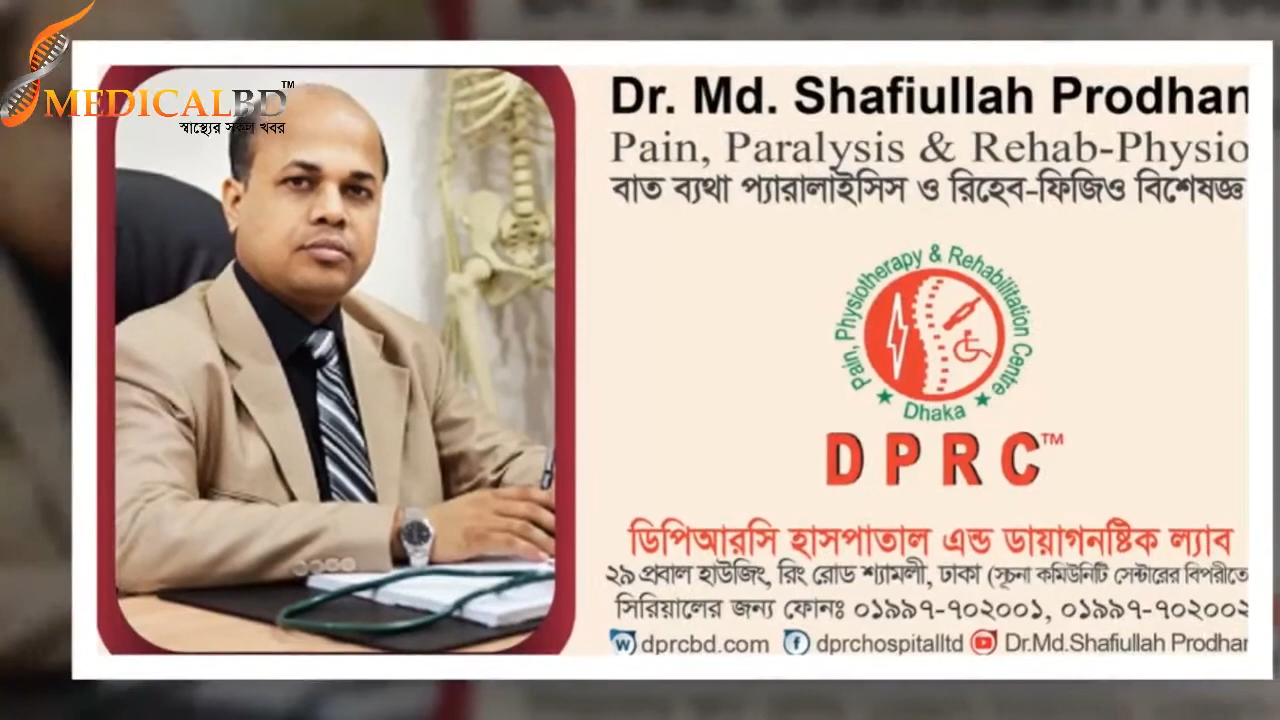 MEDICALBD™
স্বাস্থ্যের সকল খবর
Dr. Md. Shafiullah Prodhan
Pain, Paralysis & Rehab-Physio
বাত ব্যথা প্যারালাইসিস ও রিহেব-ফিজিও বিশেষজ্ঞ
Pain, Physiotherapy & Rehabilitation Centre
Dhaka
DPRC™
ডিপিআরসি হাসপাতাল এন্ড ডায়াগনষ্টিক ল্যাব
২৯ প্রবাল হাউজিং, রিং রোড শ্যামলী, ঢাকা (সূচনা কমিউনিটি সেন্টারের বিপরীতে
সিরিয়ালের জন্য ফোনঃ ০১৯৯৭-৭০২০০১, ০১৯৯৭-৭০২০০২
dprcbd.com dprchospitalltd Dr.Md.Shafiullah Prodhan